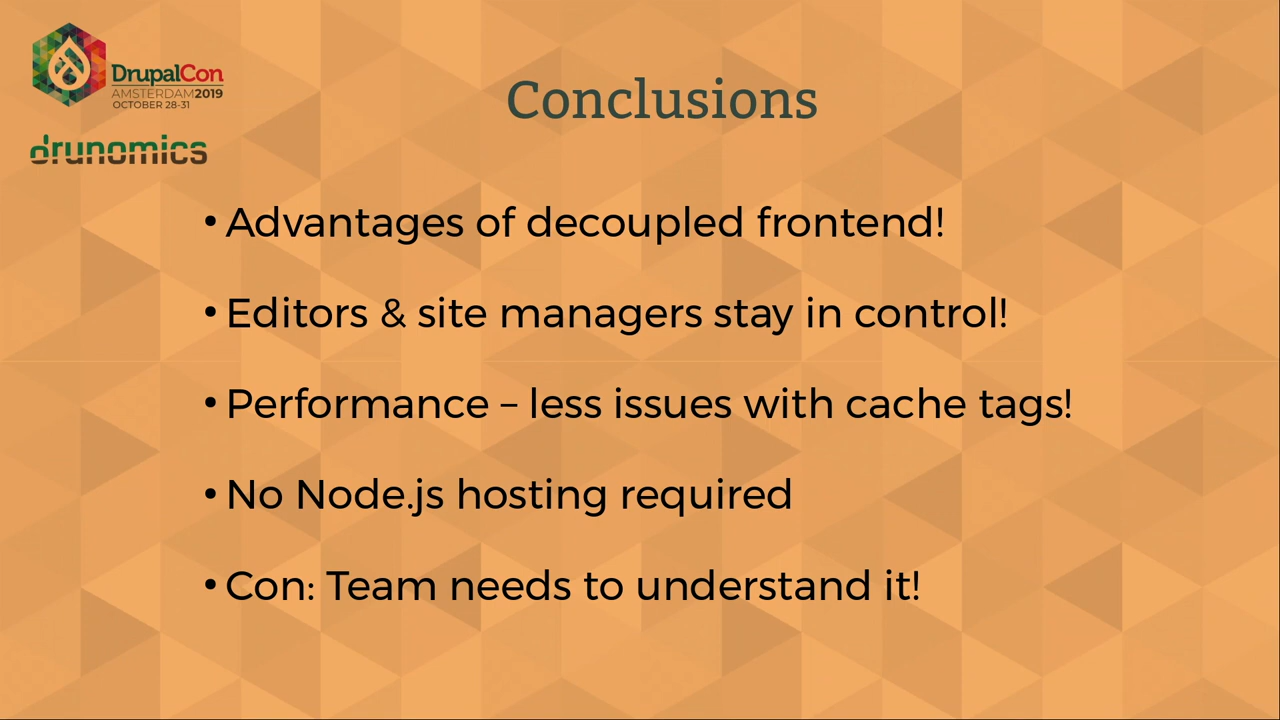 DrupalCon
AMSTERDAM2019
OCTOBER 28-31
drunomics
Conclusions
• Advantages of decoupled frontend!
• Editors & site managers stay in control!
• Performance – less issues with cache tags!
• No Node.js hosting required
• Con: Team needs to understand it!